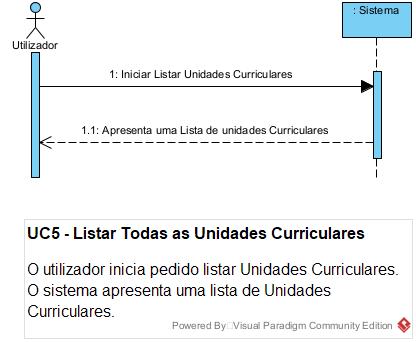 : Sistema
Utilizador
1: Iniciar Listar Unidades Curriculares
1.1: Apresenta uma Lista de unidades Curriculares
UC5 - Listar Todas as Unidades Curriculares
O utilizador inicia pedido listar Unidades Curriculares.
O sistema apresenta uma lista de Unidades
Curriculares.
Powered By Visual Paradigm Community Edition